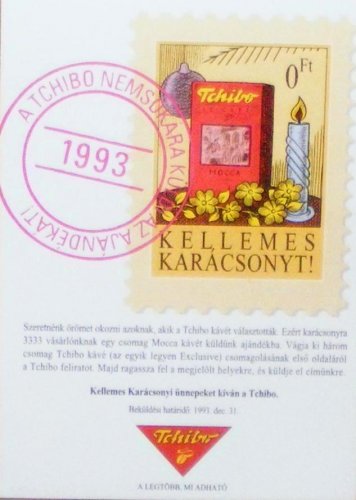 A TCHIBO NEMSOKÁRA KÜ
AZ AJÁNDÉKÁT!
1993
0 Ft
Tchibo
MOCCA
KELLEMES
KARÁCSONYT!
Szeretnénk örömet okozni azoknak, akik a Tchibo kávét választották. Ezért karácsonyra
3333 vásárlónknak egy csomag Mocca kávét küldünk ajándékba. Vágja ki három
csomag Tchibo kávé (az egyik legyen Exclusive) csomagolásának első oldaláról
a Tchibo feliratot. Majd ragassza fel a megjelölt helyekre, és küldje el címünkre.
Kellemes Karácsonyi ünnepeket kíván a Tchibo.
Beküldési határidő: 1993. dec. 31.
Tchibo
A LEGTÖBB, MI ADHATÓ